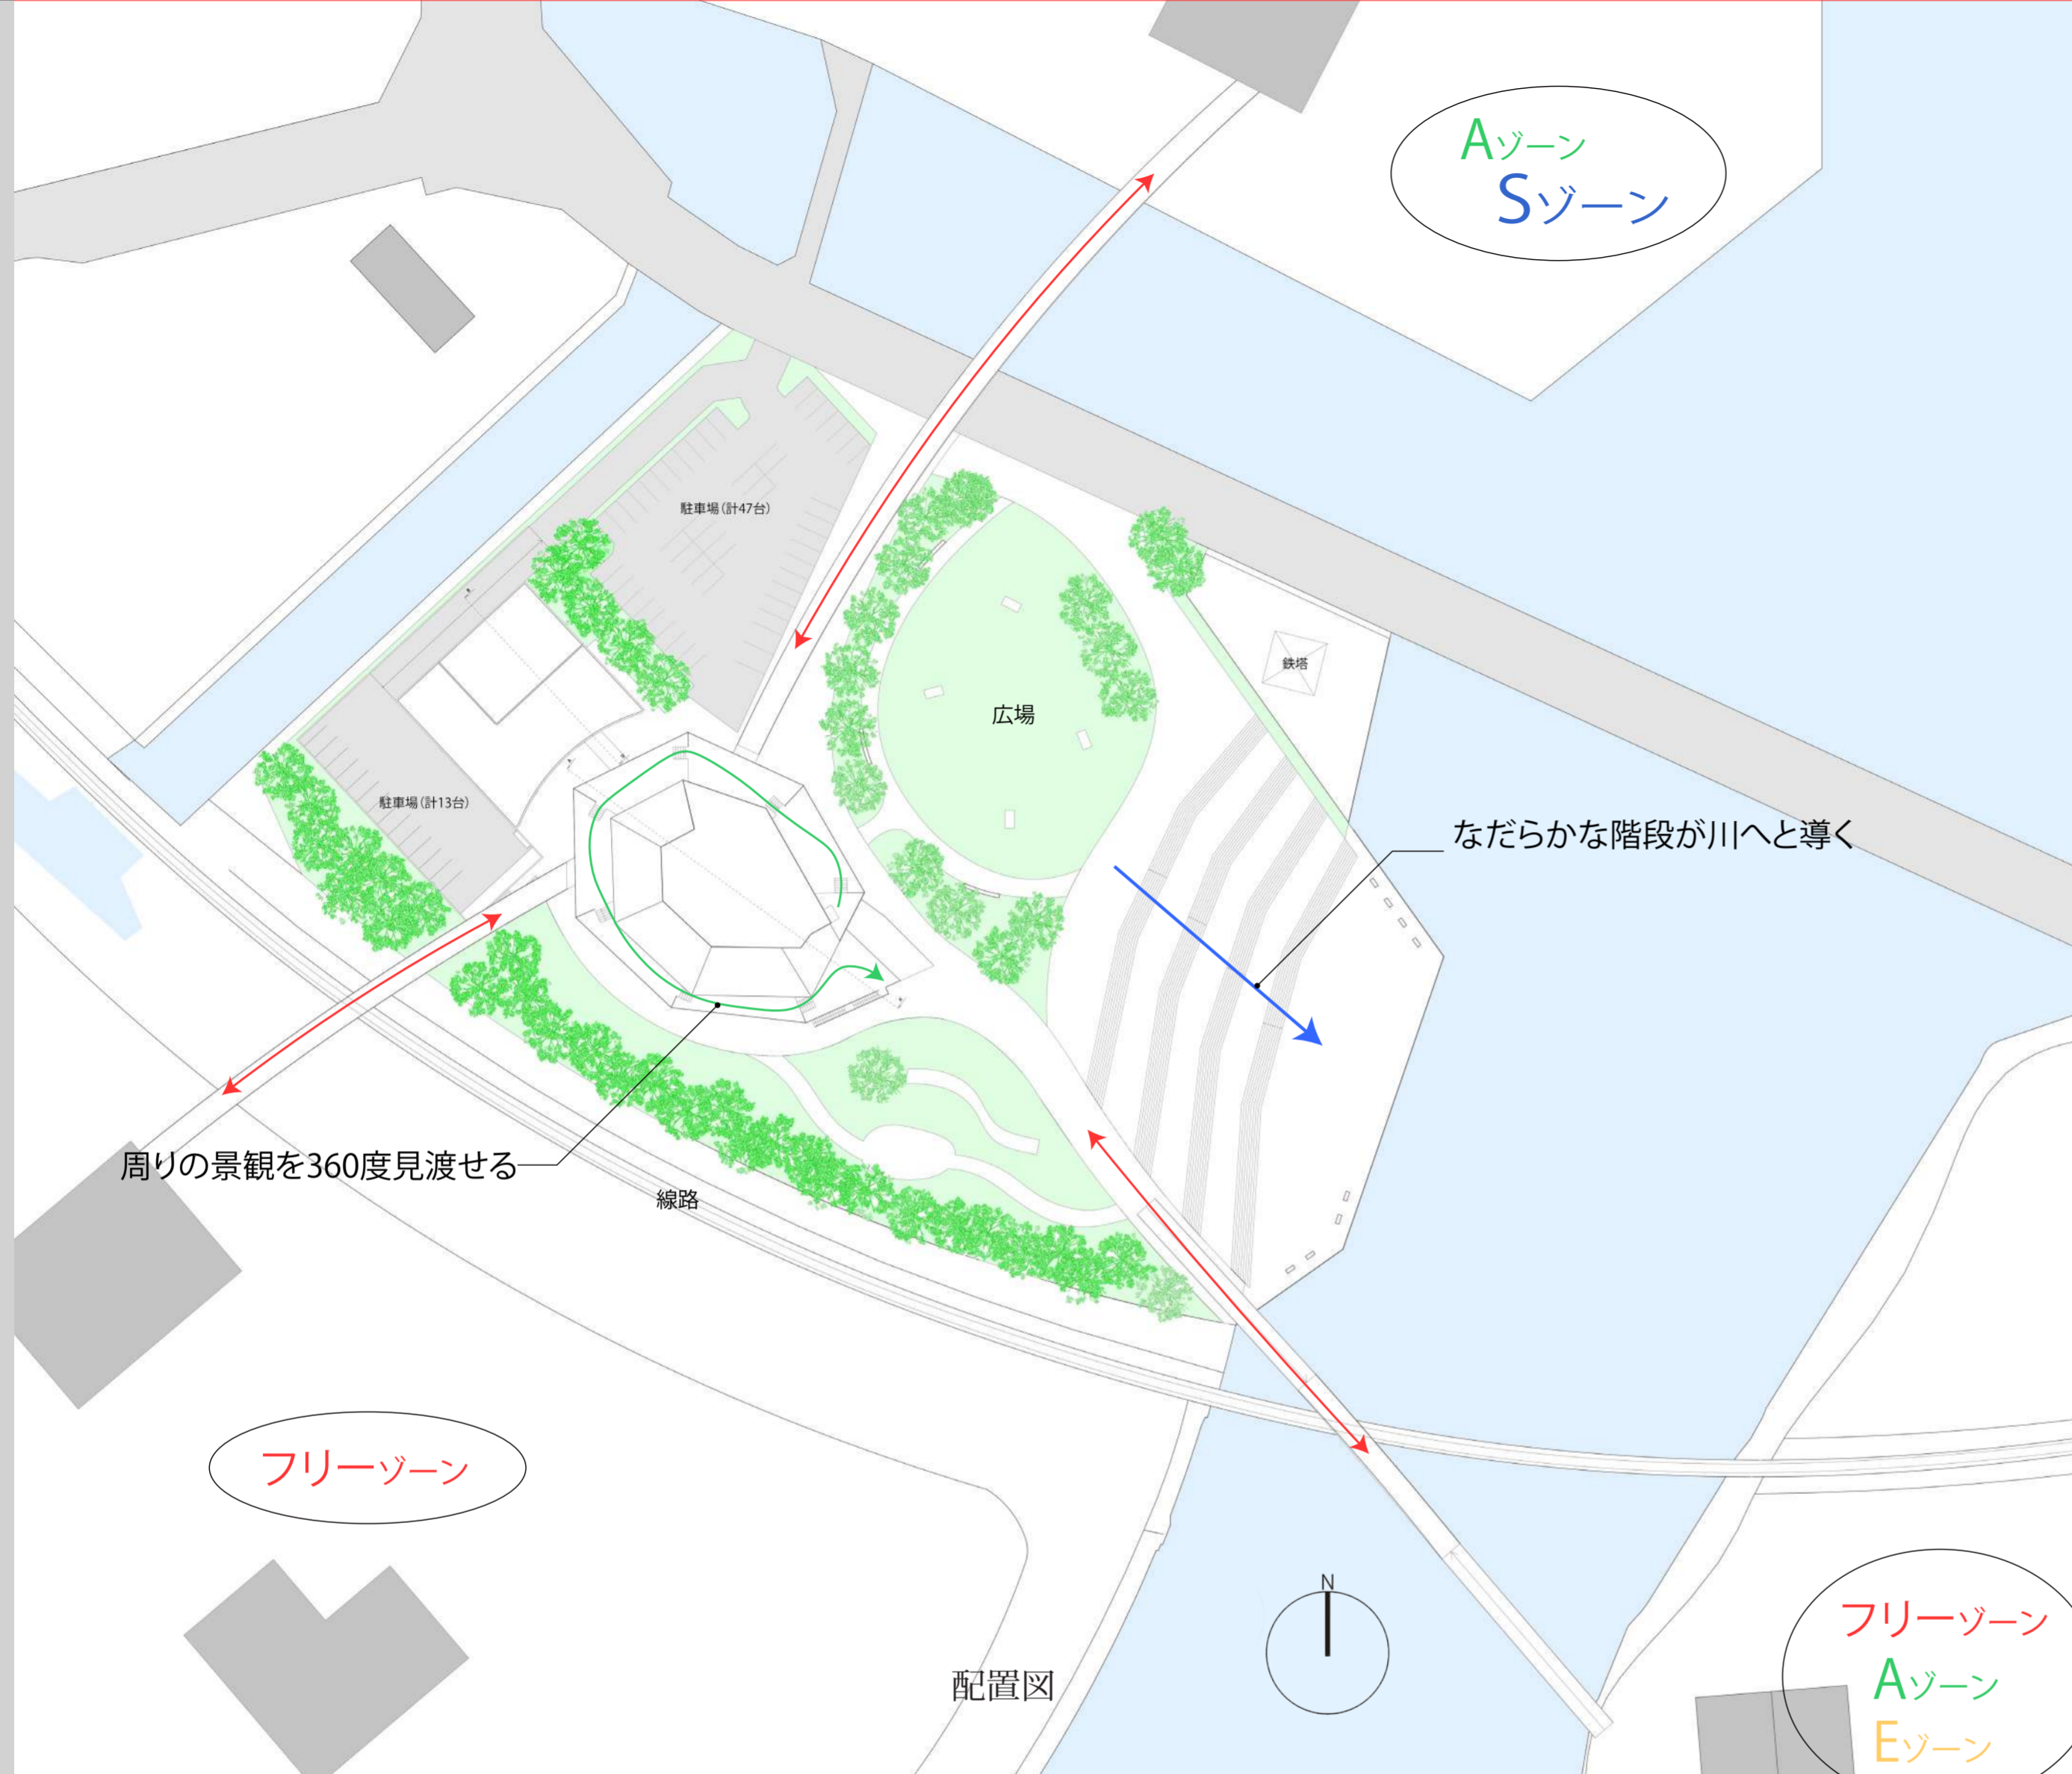 Aゾーン
Sゾーン
駐車場(計47台)
鉄塔
広場
駐車場(計13台)
なだらかな階段が川へと導く
周りの景観を360度見渡せる
線路
フリーゾーン
N
フリーゾーン
配置図
Aゾーン
Eゾーン